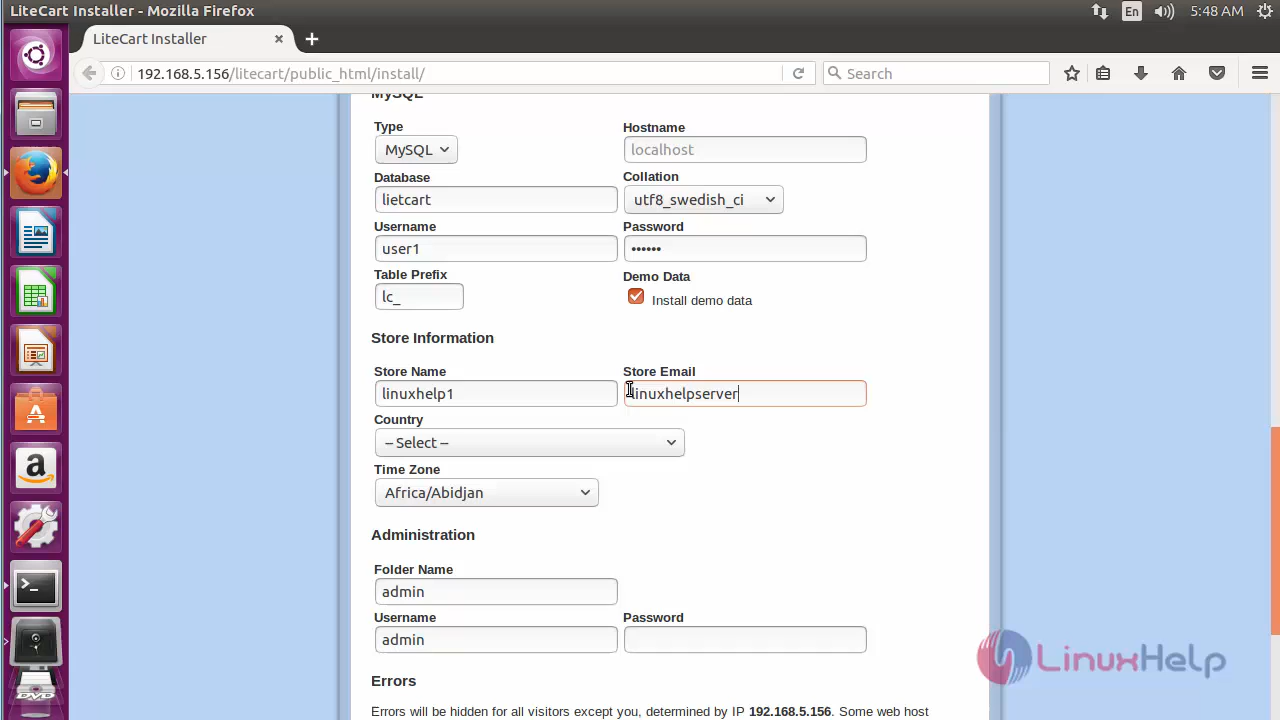 LiteCart Installer - Mozilla Firefox
En
5:48 AM
LiteCart Installer
192.168.5.156/litecart/public_html/install/
Search
MySQL
Type
Hostname
MySQL
localhost
Database
Collation
lietcart
utf8_swedish_ci
Username
Password
user1
••••••
Table Prefix
Demo Data
lc_
Install demo data
Store Information
Store Name
Store Email
linuxhelp1
linuxhelpserver
Country
-- Select --
Time Zone
Africa/Abidjan
Administration
Folder Name
admin
Username
Password
admin
LinuxHelp
Errors
DVD
Errors will be hidden for all visitors except you, determined by IP 192.168.5.156. Some web host